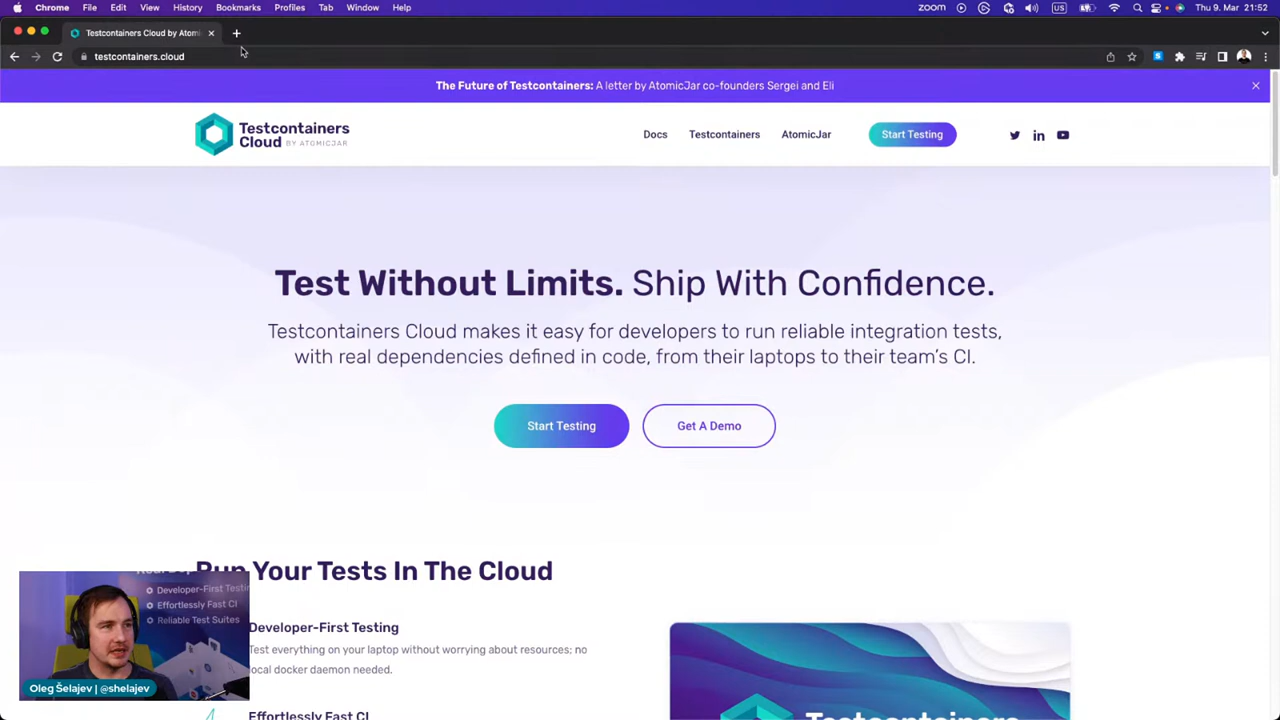 Chrome File Edit View History Bookmarks Profiles Tab Window Help zoom US Thu 9. Mar 21:52
Testcontainers Cloud by Atomi
testcontainers.cloud
The Future of Testcontainers: A letter by AtomicJar co-founders Sergei and Eli
Testcontainers
Cloud BY ATOMICJAR
Docs Testcontainers AtomicJar Start Testing
Test Without Limits. Ship With Confidence.
Testcontainers Cloud makes it easy for developers to run reliable integration tests,
with real dependencies defined in code, from their laptops to their team's CI.
Start Testing Get A Demo
Run Your Tests In The Cloud
Developer-First Testing
Test everything on your laptop without worrying about resources; no
local docker daemon needed.
Effortlessly Fast CI
Developer-First Testin
Effortlessly Fast CI
Reliable Test Suites
Oleg Šelajev | @shelajev
Testcontainers